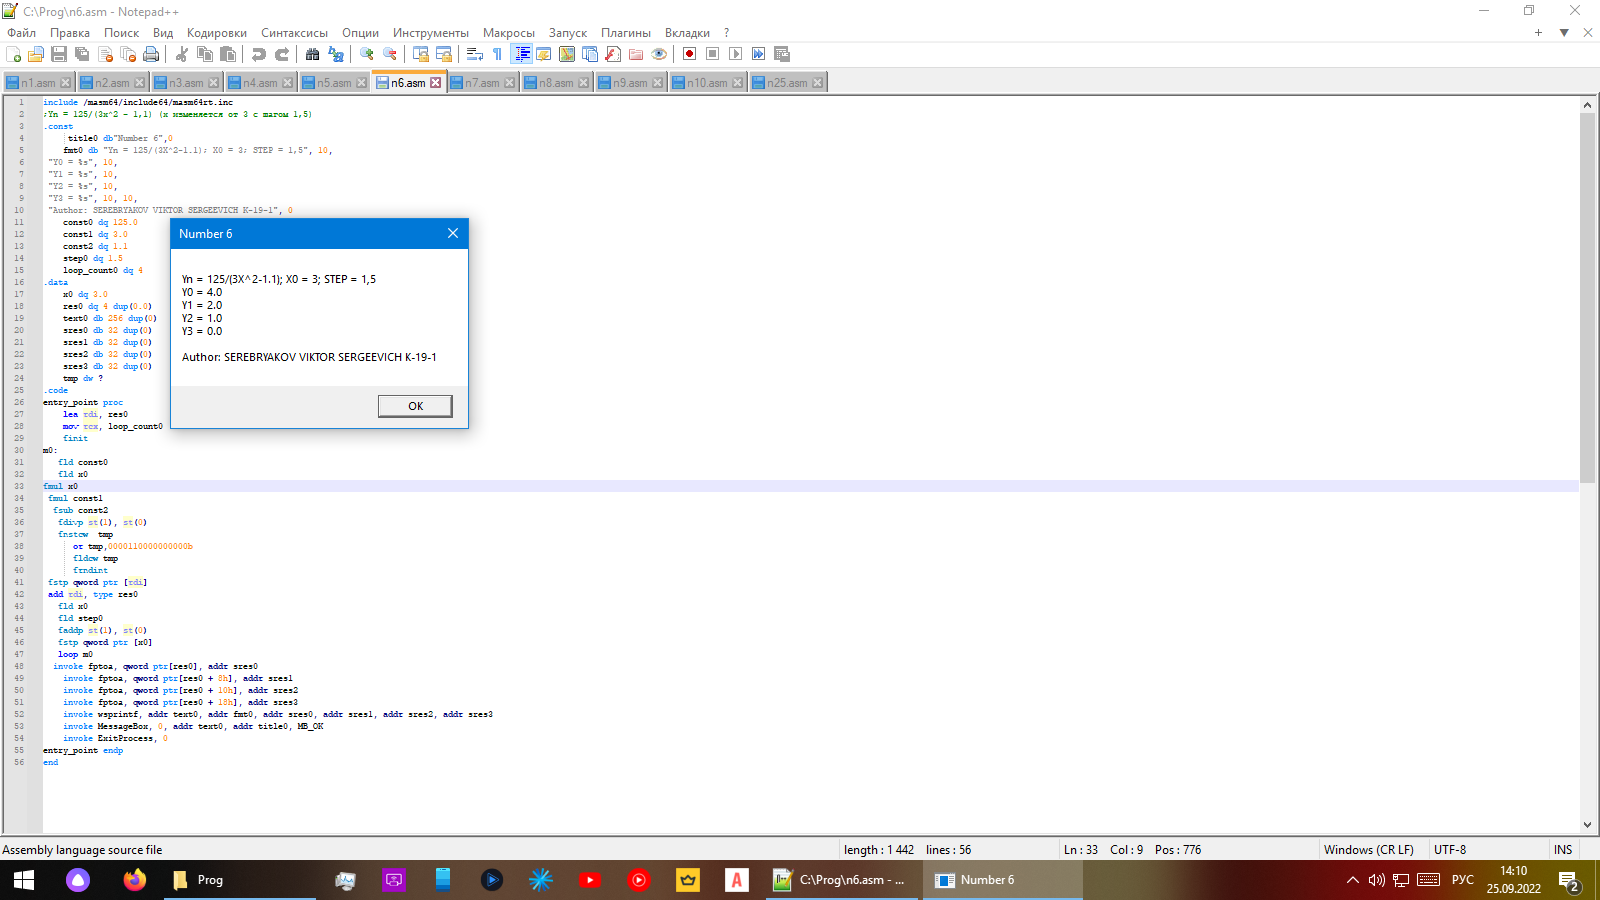 C:\Prog\n6.asm - Notepad++
Файл Правка Поиск Вид Кодировки Синтаксисы Опции Инструменты Макросы Запуск Плагины Вкладки ?
n1.asm n2.asm n3.asm n4.asm n5.asm n6.asm n7.asm n8.asm n9.asm n10.asm n25.asm
1 include /masm64/include64/masm64rt.inc
2 ;Yn = 125/(3x^2 - 1,1) (x изменяется от 3 с шагом 1,5)
3 .const
4 title0 db"Number 6",0
5 fmt0 db "Yn = 125/(3X^2-1.1); X0 = 3; STEP = 1,5", 10,
6 "Y0 = %s", 10,
7 "Y1 = %s", 10,
8 "Y2 = %s", 10,
9 "Y3 = %s", 10, 10,
10 "Author: SEREBRYAKOV VIKTOR SERGEEVICH K-19-1", 0
11 const0 dq 125.0
12 const1 dq 3.0
13 const2 dq 1.1
14 step0 dq 1.5
15 loop_count0 dq 4
16 .data
17 x0 dq 3.0
18 res0 dq 4 dup(0.0)
19 text0 db 256 dup(0)
20 sres0 db 32 dup(0)
21 sres1 db 32 dup(0)
22 sres2 db 32 dup(0)
23 sres3 db 32 dup(0)
24 tmp dw ?
25 .code
26 entry_point proc
27 lea rdi, res0
28 mov rcx, loop_count0
29 finit
30 m0:
31 fld const0
32 fld x0
33 fmul x0
34 fmul const1
35 fsub const2
36 fdivp st(1), st(0)
37 fnstcw tmp
38 or tmp,0000110000000000b
39 fldcw tmp
40 frndint
41 fstp qword ptr [rdi]
42 add rdi, type res0
43 fld x0
44 fld step0
45 faddp st(1), st(0)
46 fstp qword ptr [x0]
47 loop m0
48 invoke fptoa, qword ptr[res0], addr sres0
49 invoke fptoa, qword ptr[res0 + 8h], addr sres1
50 invoke fptoa, qword ptr[res0 + 10h], addr sres2
51 invoke fptoa, qword ptr[res0 + 18h], addr sres3
52 invoke wsprintf, addr text0, addr fmt0, addr sres0, addr sres1, addr sres2, addr sres3
53 invoke MessageBox, 0, addr text0, addr title0, MB_OK
54 invoke ExitProcess, 0
55 entry_point endp
56 end
Number 6
Yn = 125/(3X^2-1.1); X0 = 3; STEP = 1,5
Y0 = 4.0
Y1 = 2.0
Y2 = 1.0
Y3 = 0.0
Author: SEREBRYAKOV VIKTOR SERGEEVICH K-19-1
OK
Assembly language source file length : 1 442 lines : 56 Ln : 33 Col : 9 Pos : 776 Windows (CR LF) UTF-8 INS
Prog C:\Prog\n6.asm - ... Number 6 РУС 14:10
25.09.2022 2